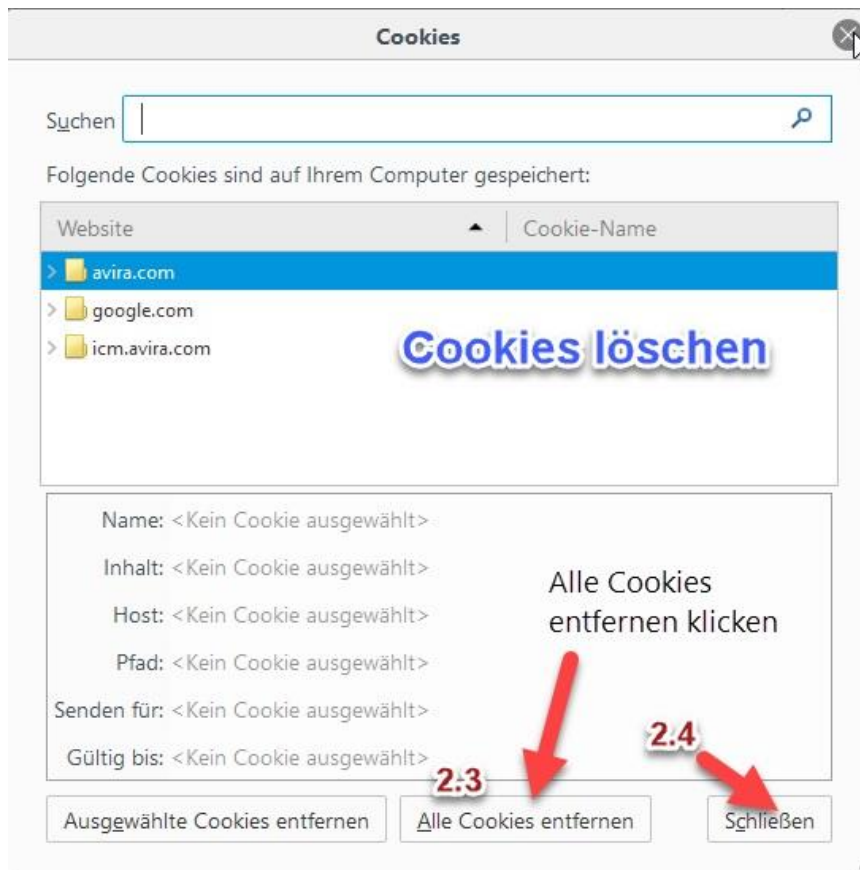 Cookies
Suchen
Folgende Cookies sind auf Ihrem Computer gespeichert:
Website Cookie-Name
avira.com
google.com
icm.avira.com
Cookies löschen
Name: <Kein Cookie ausgewählt>
Inhalt: <Kein Cookie ausgewählt>
Host: <Kein Cookie ausgewählt>
Pfad: <Kein Cookie ausgewählt>
Senden für: <Kein Cookie ausgewählt>
Gültig bis: <Kein Cookie ausgewählt>
Alle Cookies
entfernen klicken
2.3
2.4
Ausgewählte Cookies entfernen Alle Cookies entfernen Schließen